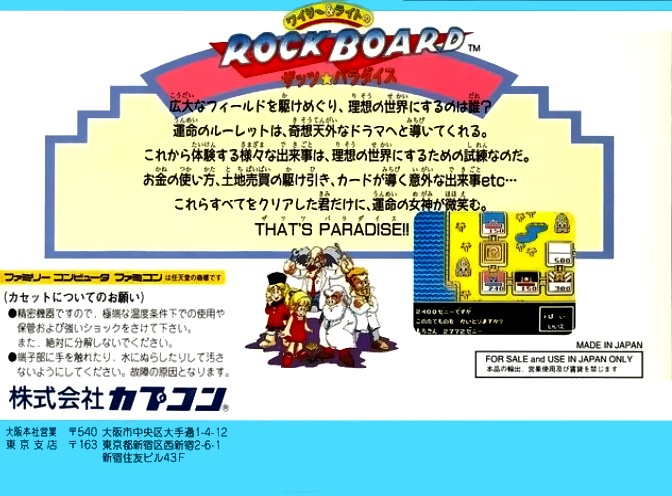 ワイリー&ライトの
ROCKBOARD™
ザッツ☆パラダイス
広大なフィールドを駆けめぐり、理想の世界にするのは誰?
運命のルーレットは、奇想天外なドラマへと導いてくれる。
これから体験する様々な出来事は、理想の世界にするための試練なのだ。
お金の使い方、土地売買の駆け引き、カードが導く意外な出来事etc…
これらすべてをクリアした君だけに、運命の女神が微笑む。
THAT'S PARADISE!!
ファミリーコンピュータ ファミコンは任天堂の商標です
(カセットについてのお願い)
●精密機器ですので、極端な温度条件下での使用や
保管および強いショックをさけて下さい。
また、絶対に分解しないでください。
●端子部に手を触れたり、水にぬらしたりして汚さ
ないようにしてください。故障の原因となります。
株式会社カプコン®
150
500
240
150
300
2400ゼニーですが
このたてものを かいとりますか?
しょじきん 2772ゼニー
はい
いいえ
MADE IN JAPAN
FOR SALE and USE IN JAPAN ONLY
本品の輸出、営業使用及び賃貸を禁じます
大阪本社営業 〒540 大阪市中央区大手通1-4-12
東京支店 〒163 東京都新宿区西新宿2-6-1
新宿住友ビル43F